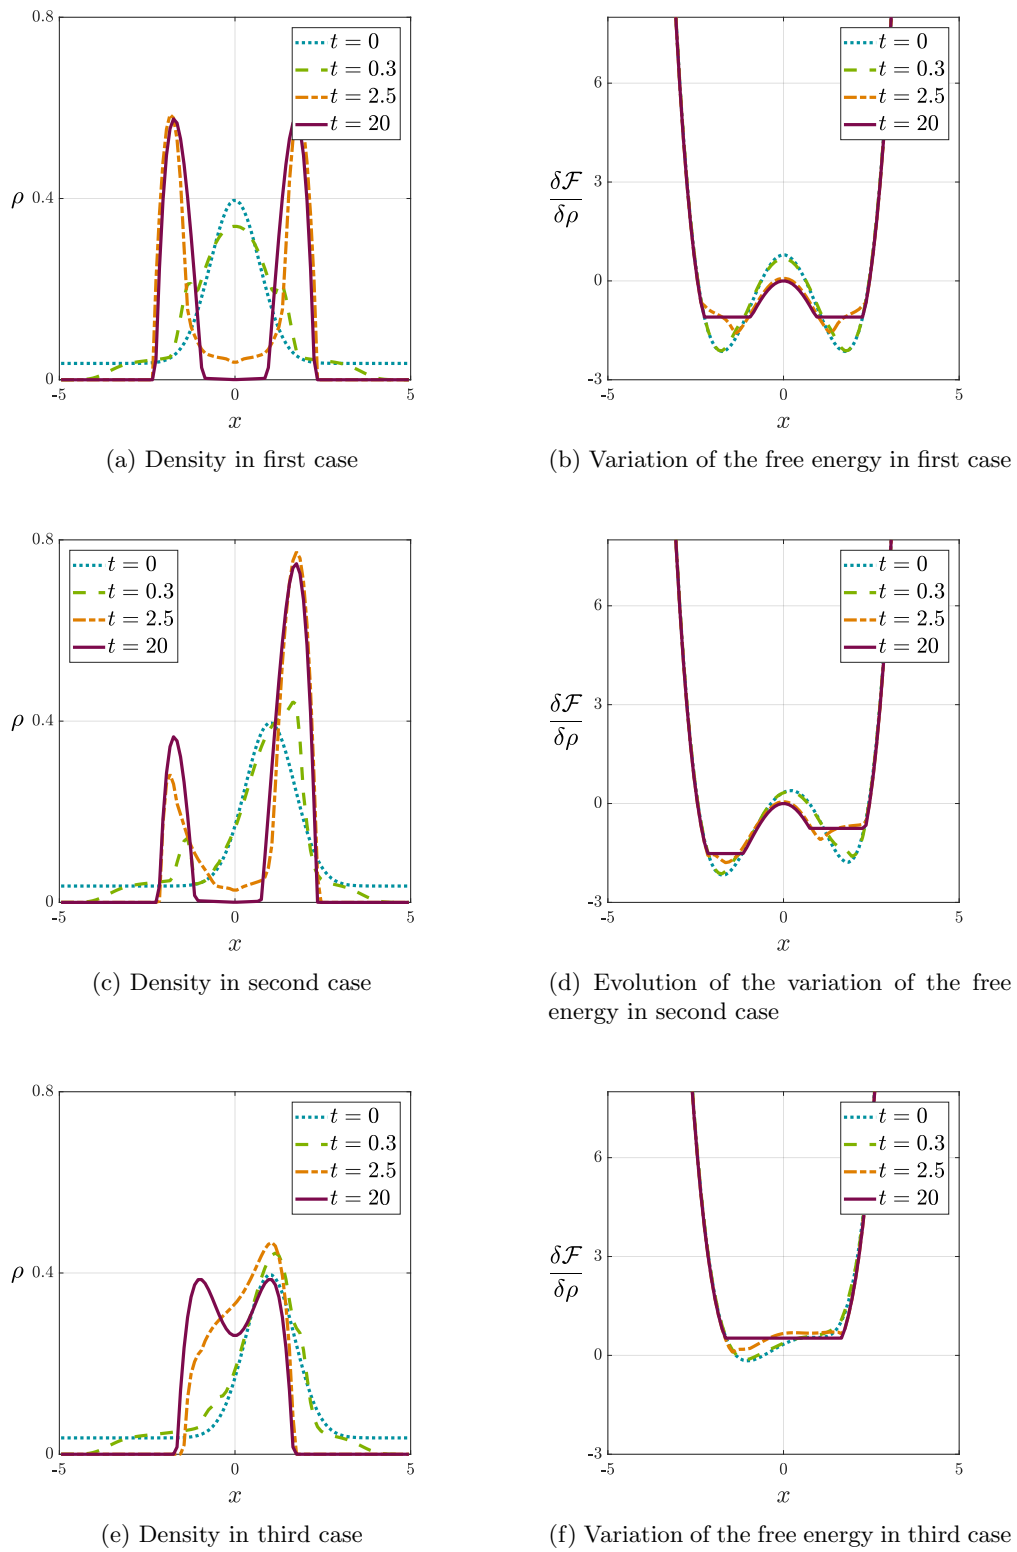 0.8
t = 0
t = 0.3
t = 2.5
t = 20
ρ 0.4
0
-5 0 5
x
(a) Density in first case
6
t = 0
t = 0.3
t = 2.5
t = 20
3
δF
δρ
0
-3
-5 0 5
x
(b) Variation of the free energy in first case
0.8
t = 0
t = 0.3
t = 2.5
t = 20
ρ 0.4
0
-5 0 5
x
(c) Density in second case
6
t = 0
t = 0.3
t = 2.5
t = 20
3
δF
δρ
0
-3
-5 0 5
x
(d) Evolution of the variation of the free
energy in second case
0.8
t = 0
t = 0.3
t = 2.5
t = 20
ρ 0.4
0
-5 0 5
x
(e) Density in third case
6
t = 0
t = 0.3
t = 2.5
t = 20
3
δF
δρ
0
-3
-5 0 5
x
(f) Variation of the free energy in third case